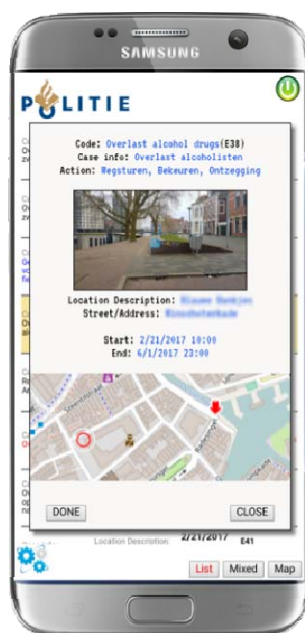 SAMSUNG
POLITIE
Code: Overlast alcohol drugs(E38)
Case info: Overlast alcoholisten
Action: Wegsturen, Bekeuren, Ontzegging
Location Description:
Street/Address:
Start: 2/21/2017 10:00
End: 6/1/2017 23:00
DONE CLOSE
Location Description: 2/21/2017 E41
List Mixed Map